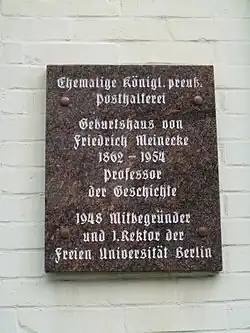 Ehemalige Königl. preuß.
Posthalterei
Geburtshaus von
Friedrich Meinecke
1862 – 1954
Professor
der Geschichte
1948 Mitbegründer
und 1. Rektor der
Freien Universität Berlin